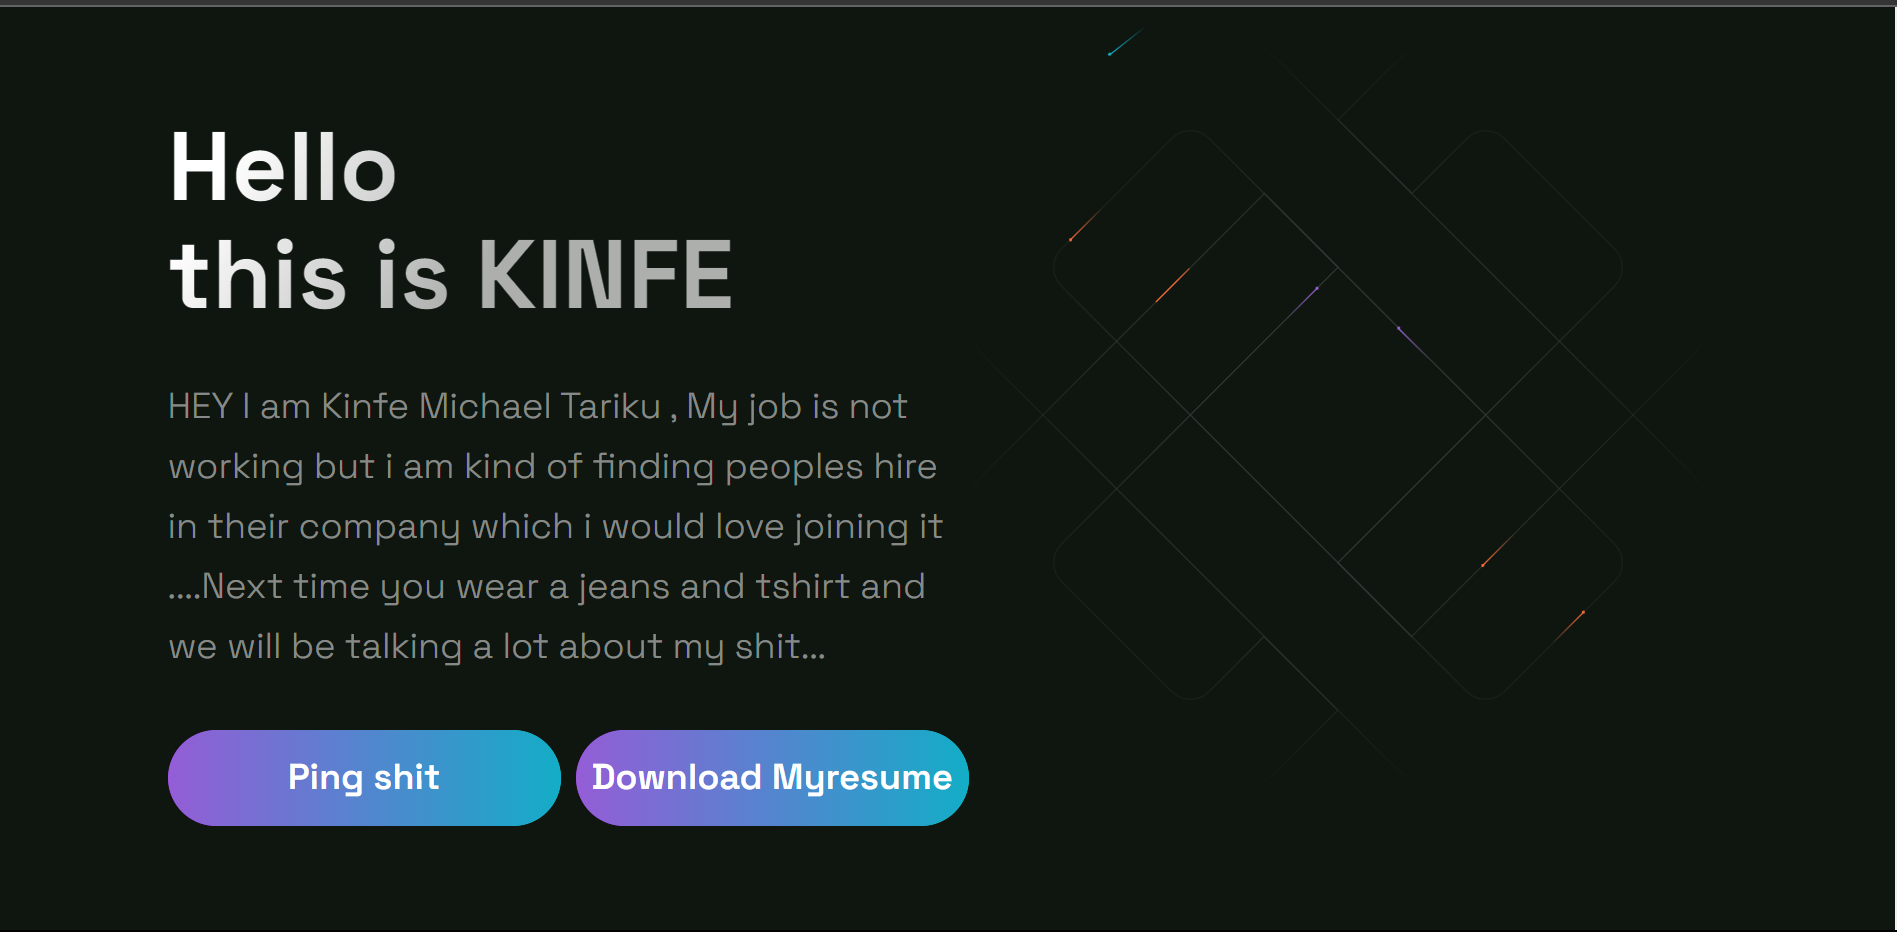 Hello
this is KINFE
HEY I am Kinfe Michael Tariku , My job is not
working but i am kind of finding peoples hire
in their company which i would love joining it
....Next time you wear a jeans and tshirt and
we will be talking a lot about my shit...
Ping shit
Download Myresume